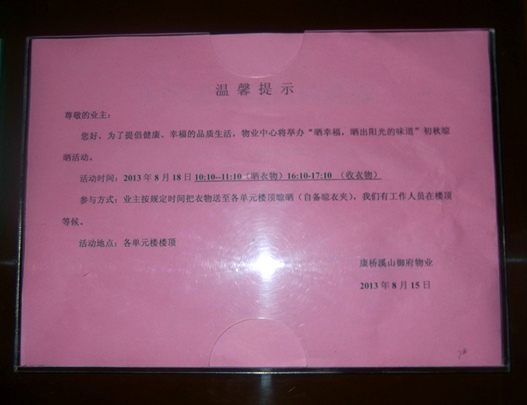 温馨提示
尊敬的业主：
您好，为了提倡健康、幸福的品质生活，物业中心将举办“晒幸福，晒出阳光的味道”初秋晾
晒活动。
活动时间：2013年8月18日 10:10--11:10（晒衣物）16:10-17:10 （收衣物）
参与方式：业主按规定时间把衣物送至各单元楼顶晾晒（自备晾衣夹），我们有工作人员在楼顶
等候。
活动地点：各单元楼楼顶
康桥溪山御府物业
2013年8月15日